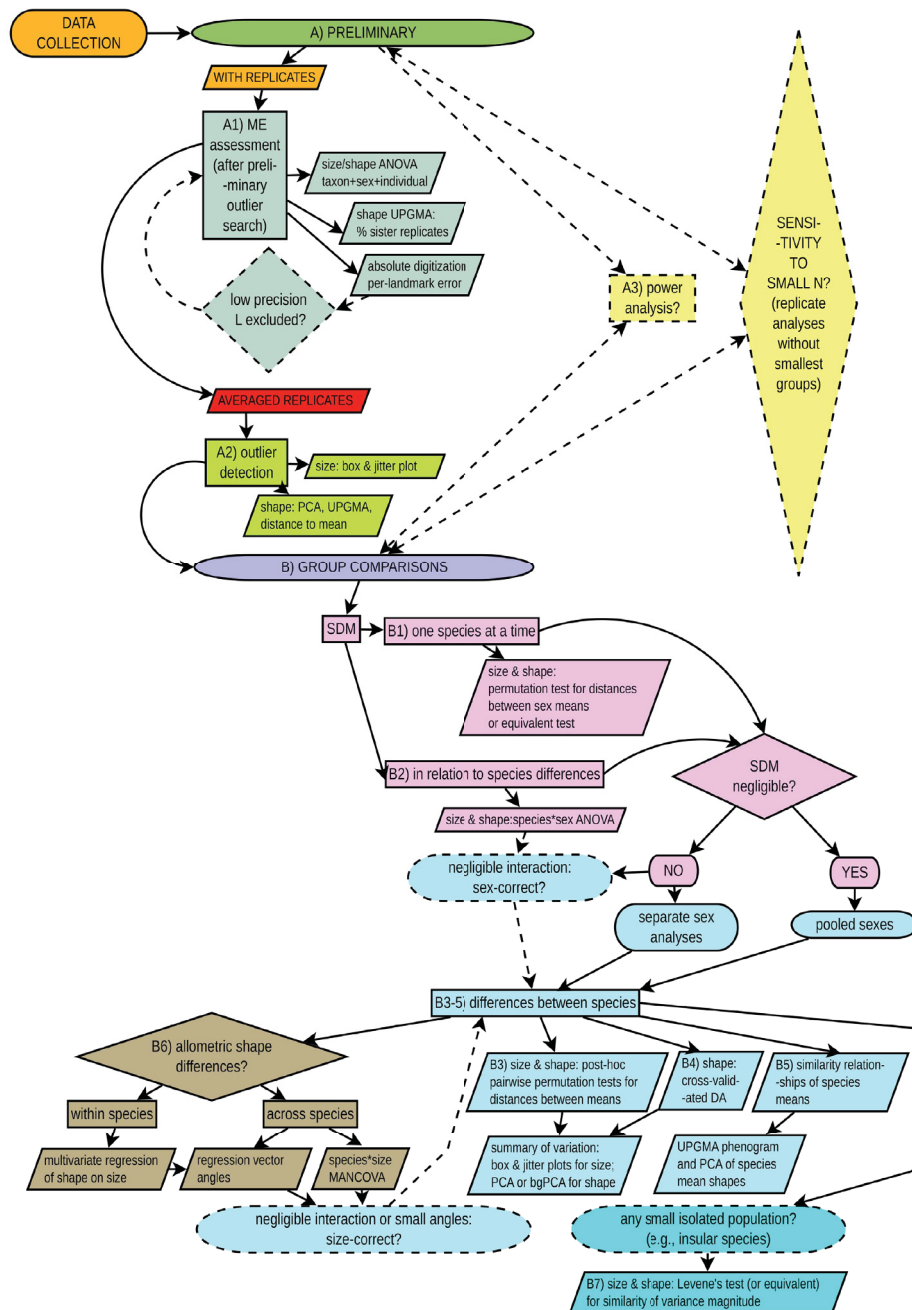 DATA
COLLECTION
A) PRELIMINARY
WITH REPLICATES
A1) ME
assessment
(after preli-
-minary
outlier
search)
size/shape ANOVA
taxon+sex+individual
shape UPGMA:
% sister replicates
absolute digitization
per-landmark error
low precision
L excluded?
A3) power
analysis?
SENSI-
-TIVITY
TO
SMALL N?
(replicate
analyses
without
smallest
groups)
AVERAGED REPLICATES
A2) outlier
detection
size: box & jitter plot
shape: PCA, UPGMA,
distance to mean
B) GROUP COMPARISONS
SDM
B1) one species at a time
size & shape:
permutation test for distances
between sex means
or equivalent test
B2) in relation to species differences
size & shape:species*sex ANOVA
SDM
negligible?
negligible interaction:
sex-correct?
NO
YES
separate sex
analyses
pooled sexes
B3-5) differences between species
B6) allometric shape
differences?
within species
across species
multivariate regression
of shape on size
regression vector
angles
species*size
MANCOVA
negligible interaction or small angles:
size-correct?
B3) size & shape: post-hoc
pairwise permutation tests for
distances between means
B4) shape:
cross-valid-
-ated DA
B5) similarity relation-
-ships of species
means
summary of variation:
box & jitter plots for size;
PCA or bgPCA for shape
UPGMA phenogram
and PCA of species
mean shapes
any small isolated population?
(e.g., insular species)
B7) size & shape: Levene's test (or equivalent)
for similarity of variance magnitude